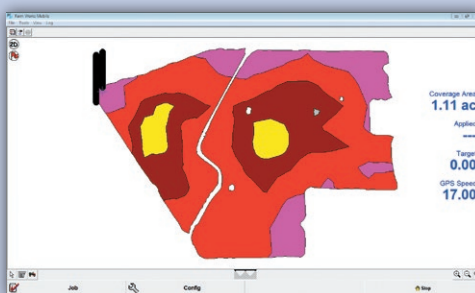 Farm Works Mobile
File Tools View Log
2D
Coverage Area
1.11 ac
Applied
---
Target
0.00
GPS Speed
17.00
Job
Config
Stop